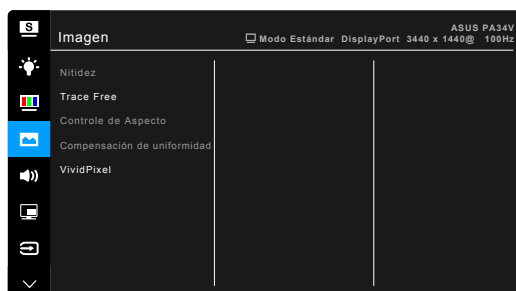 S
Imagen
ASUS PA34V
Modo Estándar DisplayPort 3440 x 1440@ 100Hz
Nitidez
Trace Free
Controle de Aspecto
Compensación de uniformidad
VividPixel